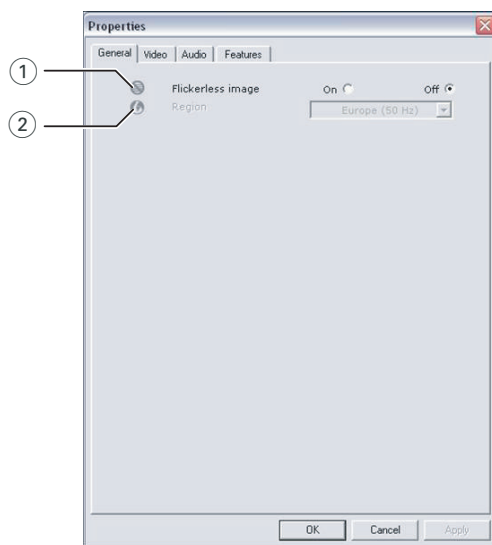 Properties
General Video Audio Features
1 Flickerless image On Off
2 Region Europe (50 Hz)
OK Cancel Apply